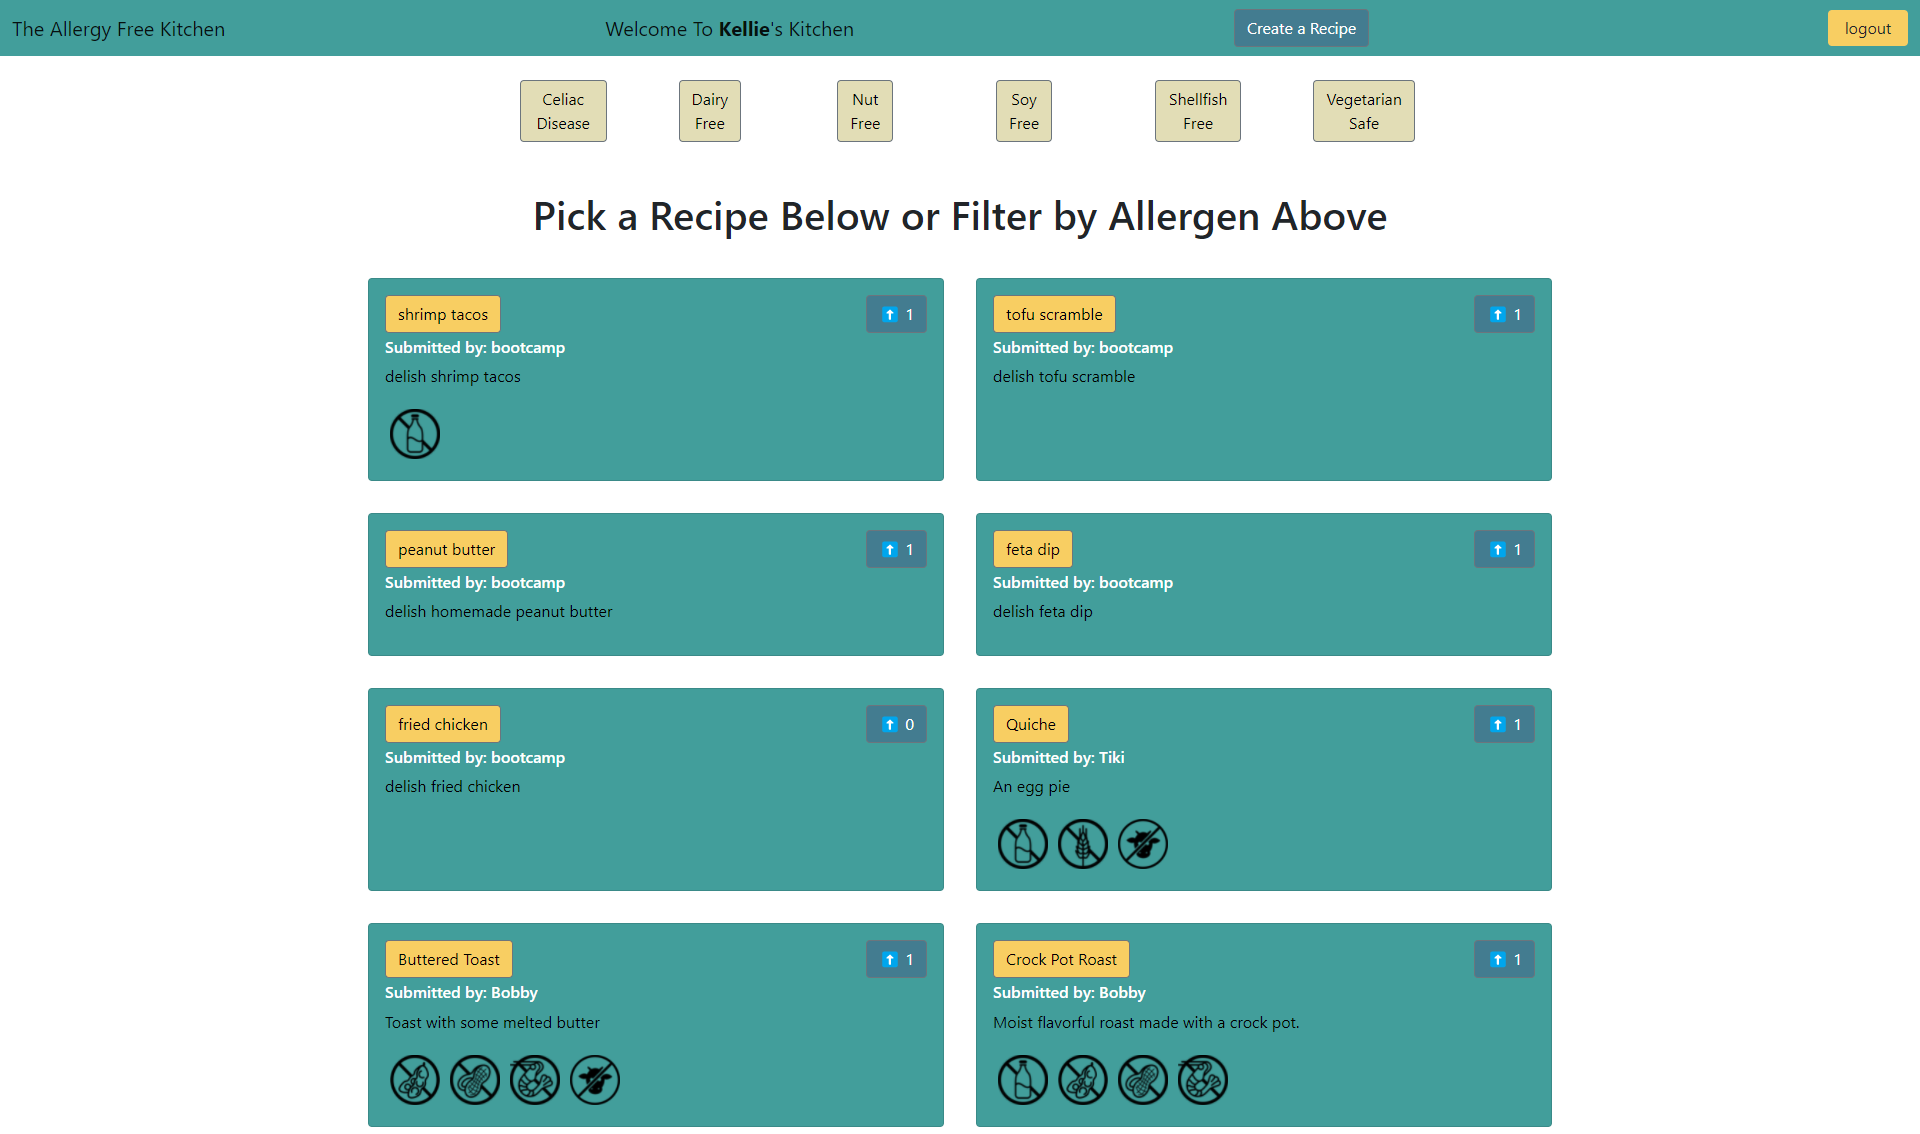 The Allergy Free Kitchen
Welcome To Kellie's Kitchen
Create a Recipe
logout
Celiac
Disease
Dairy
Free
Nut
Free
Soy
Free
Shellfish
Free
Vegetarian
Safe
Pick a Recipe Below or Filter by Allergen Above
shrimp tacos
1
Submitted by: bootcamp
delish shrimp tacos
tofu scramble
1
Submitted by: bootcamp
delish tofu scramble
peanut butter
1
Submitted by: bootcamp
delish homemade peanut butter
feta dip
1
Submitted by: bootcamp
delish feta dip
fried chicken
0
Submitted by: bootcamp
delish fried chicken
Quiche
1
Submitted by: Tiki
An egg pie
Buttered Toast
1
Submitted by: Bobby
Toast with some melted butter
Crock Pot Roast
1
Submitted by: Bobby
Moist flavorful roast made with a crock pot.